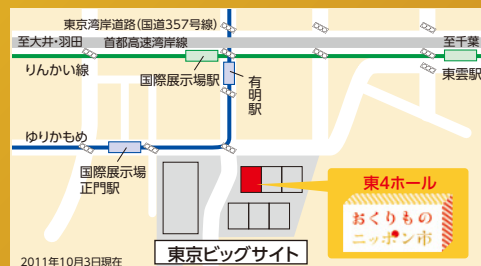 東京湾岸道路(国道357号線)
至大井・羽田
首都高速湾岸線
至千葉
りんかい線
国際展示場駅
有明駅
東雲駅
ゆりかもめ
国際展示場
正門駅
東4ホール
おくりもの
ニッポン市
東京ビッグサイト
2011年10月3日現在